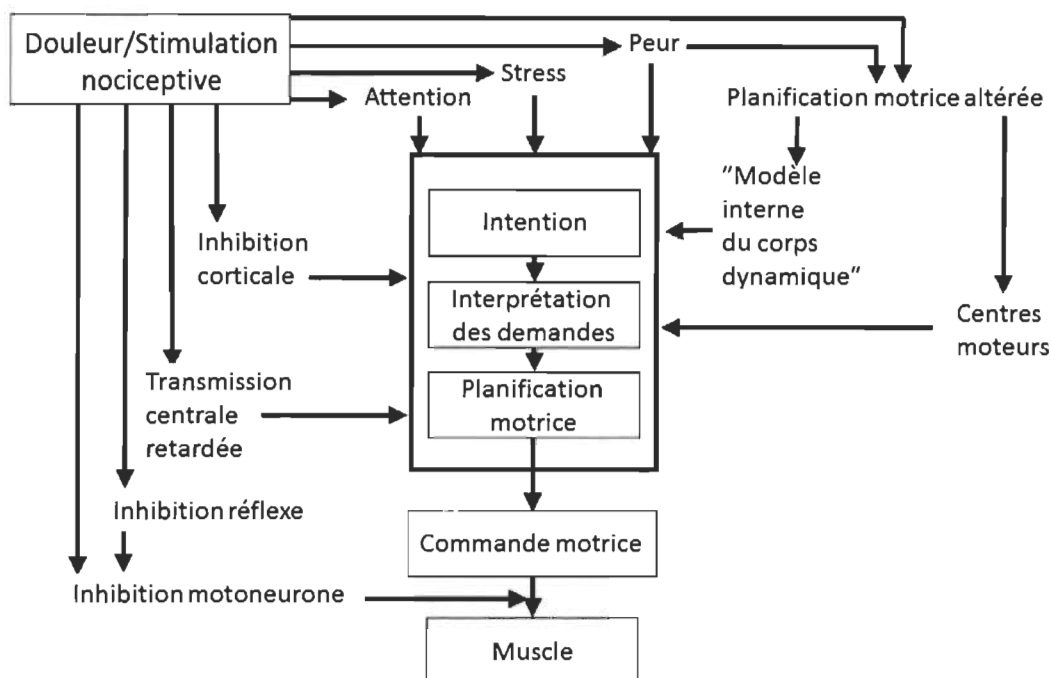 Douleur/Stimulation
nociceptive
Peur
Stress
Attention
Planification motrice altérée
"Modèle
interne
du corps
dynamique"
Intention
Inhibition
corticale
Interprétation
des demandes
Centres
moteurs
Transmission
centrale
retardée
Planification
motrice
Inhibition réflexe
Commande motrice
Inhibition motoneurone
Muscle